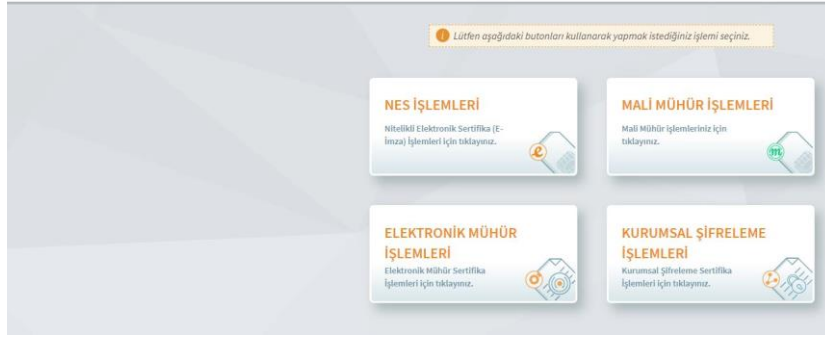 Lütfen aşağıdaki butonları kullanarak yapmak istediğiniz işlemi seçiniz.
NES İŞLEMLERİ
Nitelikli Elektronik Sertifika (E-
İmza) İşlemleri için tıklayınız.
MALİ MÜHÜR İŞLEMLERİ
Mali Mühür işlemleriniz için
tıklayınız.
ELEKTRONİK MÜHÜR
İŞLEMLERİ
Elektronik Mühür Sertifika
İşlemleri için tıklayınız.
KURUMSAL ŞİFRELEME
İŞLEMLERİ
Kurumsal Şifreleme Sertifika
İşlemleri için tıklayınız.